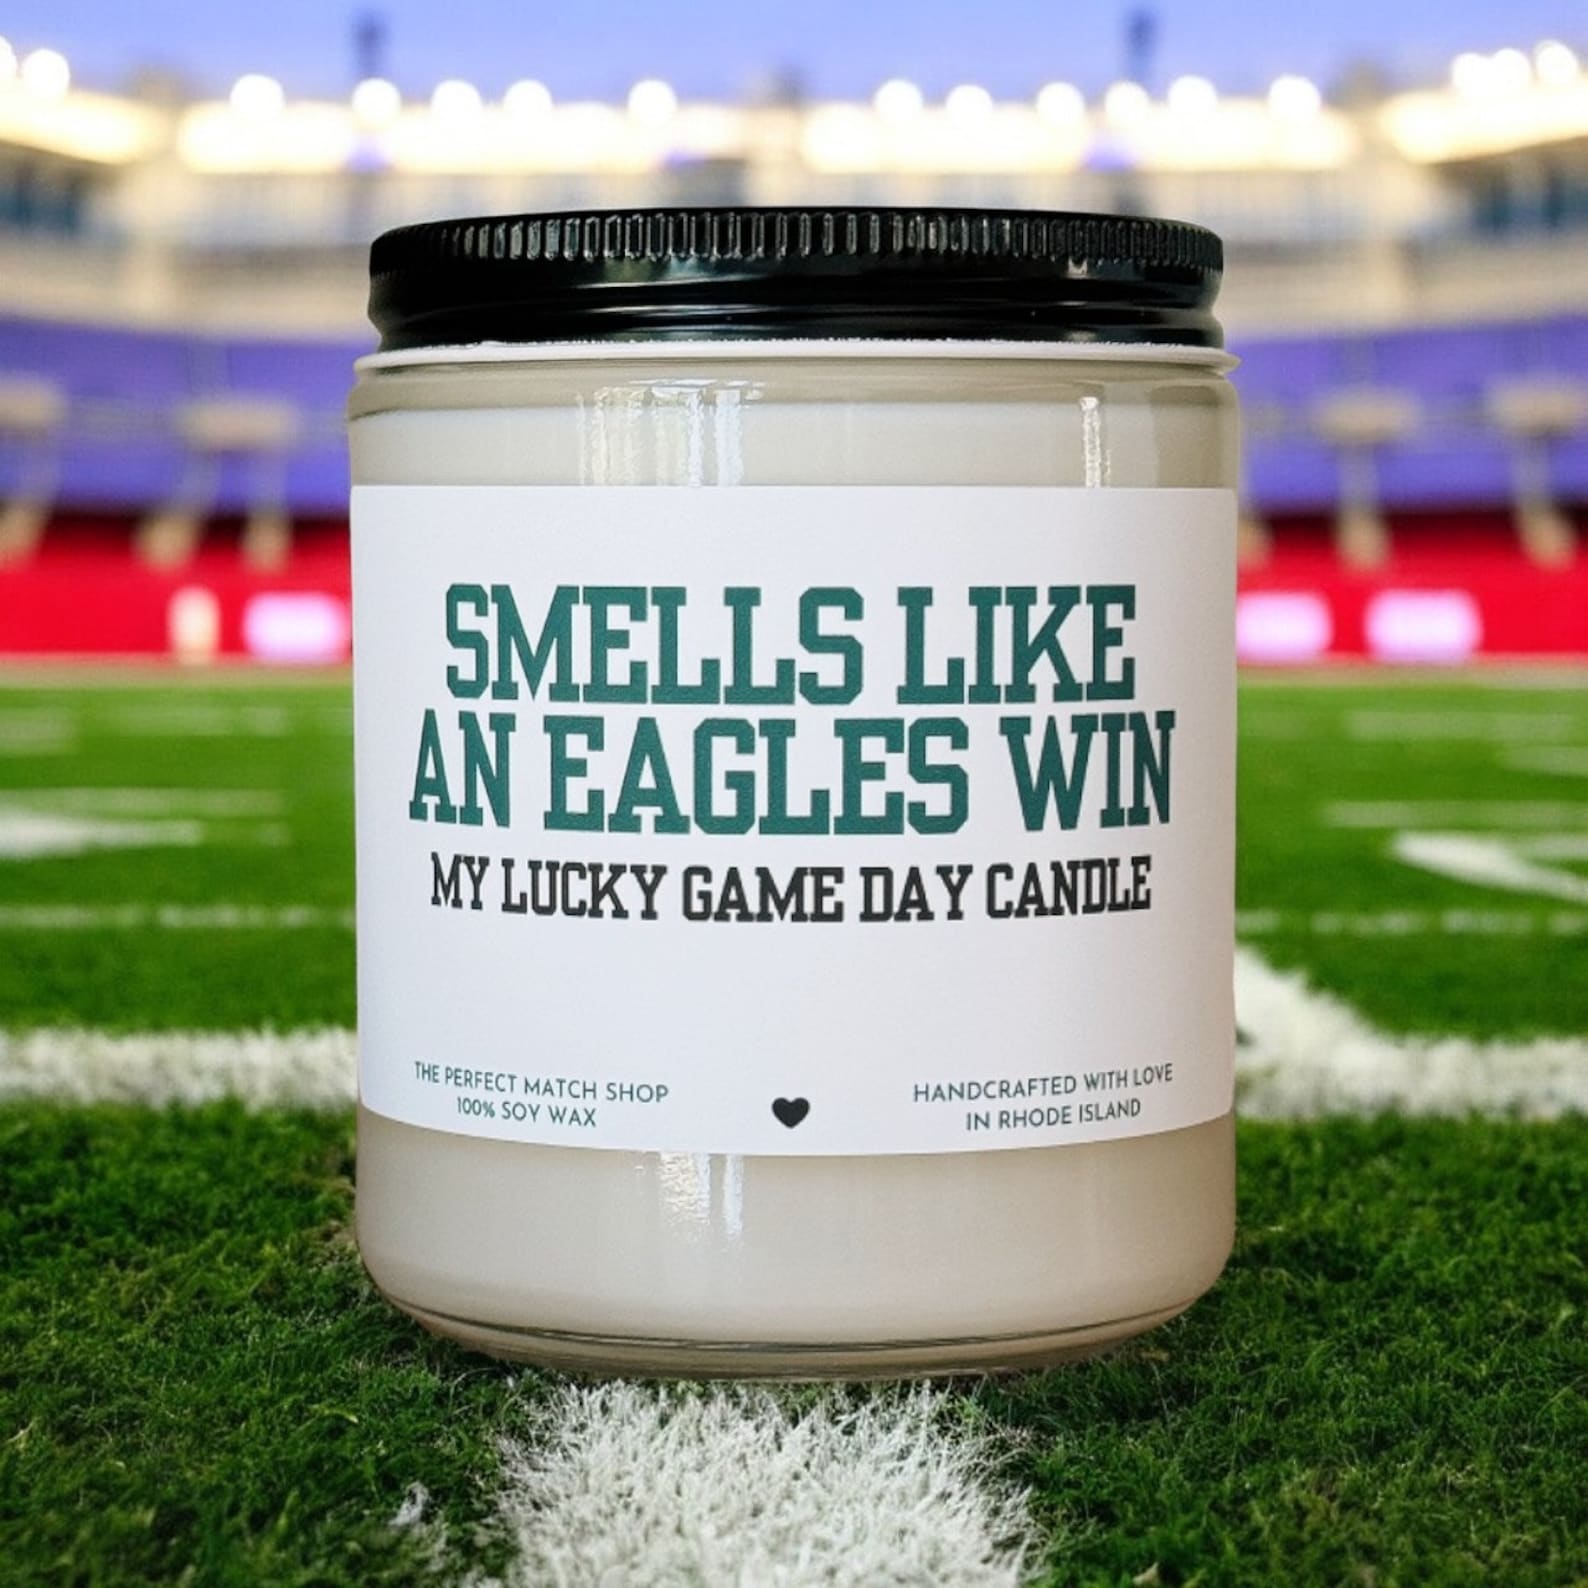 SMELLS LIKE
AN EAGLES WIN
MY LUCKY GAME DAY CANDLE
THE PERFECT MATCH SHOP
100% SOY WAX
HANDCRAFTED WITH LOVE
IN RHODE ISLAND